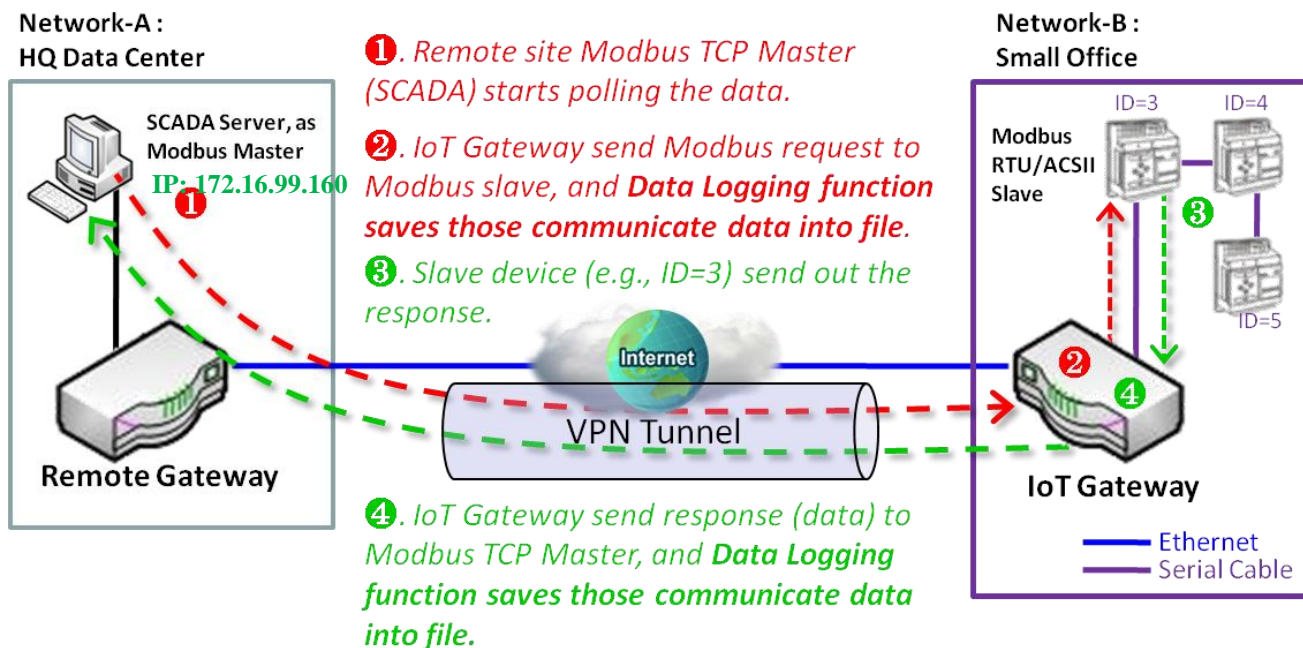 Network-A :
HQ Data Center
SCADA Server, as
Modbus Master
IP: 172.16.99.160
❶
Remote Gateway
❶. Remote site Modbus TCP Master
(SCADA) starts polling the data.
❷. IoT Gateway send Modbus request to
Modbus slave, and Data Logging function
saves those communicate data into file.
❸. Slave device (e.g., ID=3) send out the
response.
Internet
VPN Tunnel
❹. IoT Gateway send response (data) to
Modbus TCP Master, and Data Logging
function saves those communicate data
into file.
Network-B :
Small Office
ID=3
ID=4
Modbus
RTU/ACSII
Slave
❸
ID=5
❷
❹
IoT Gateway
Ethernet
Serial Cable